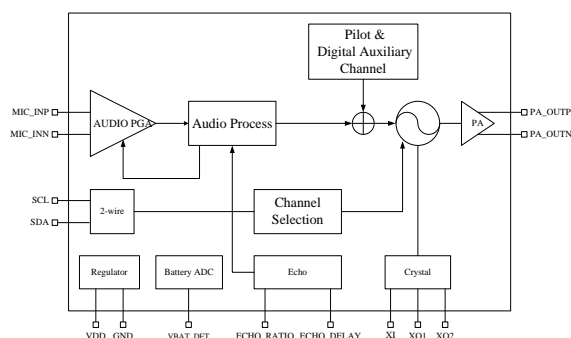 Pilot &
Digital Auxiliary
Channel
MIC_INP
MIC_INN
AUDIO PGA
Audio Process
PA
PA_OUTP
PA_OUTN
SCL
SDA
2-wire
Channel
Selection
Regulator
Battery ADC
Echo
Crystal
VDD
GND
VBAT_DET
ECHO_RATIO
ECHO_DELAY
XI
XO1
XO2